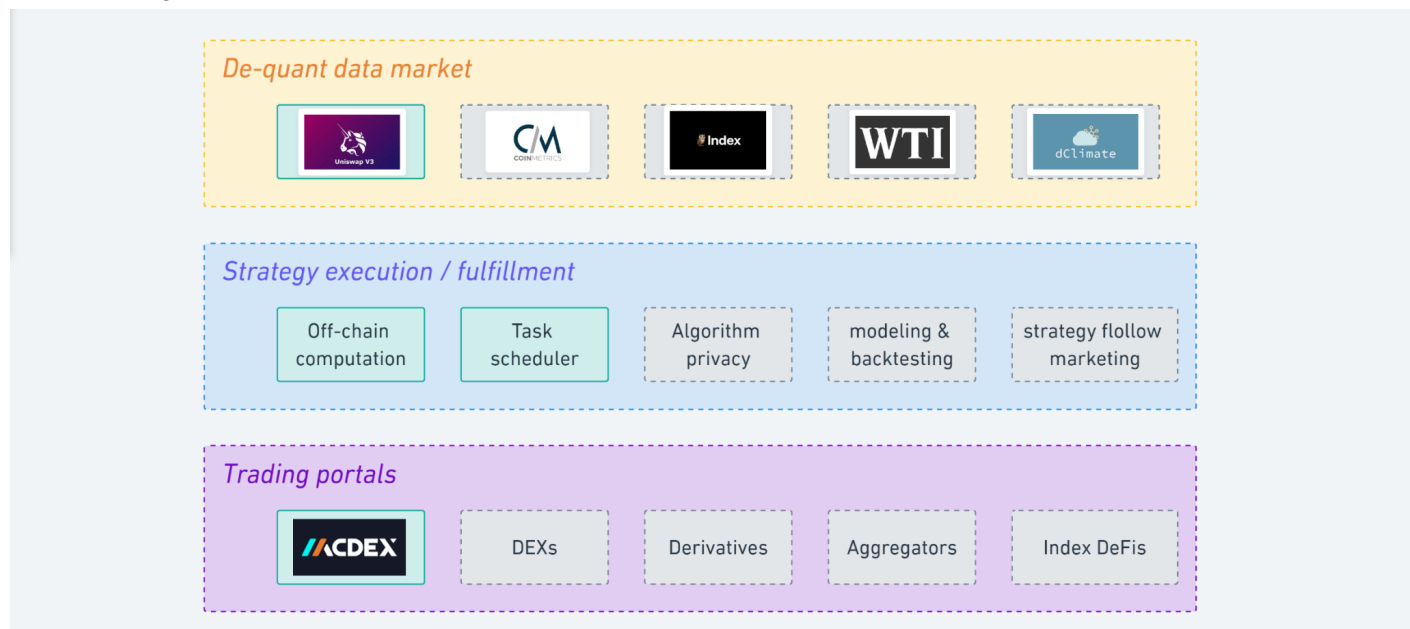 De-quant data market
Uniswap V3
CM
COINMETRICS
Index
WTI
dClimate
Strategy execution / fulfillment
Off-chain
computation
Task
scheduler
Algorithm
privacy
modeling &
backtesting
strategy flollow
marketing
Trading portals
MCDEX
DEXs
Derivatives
Aggregators
Index DeFis